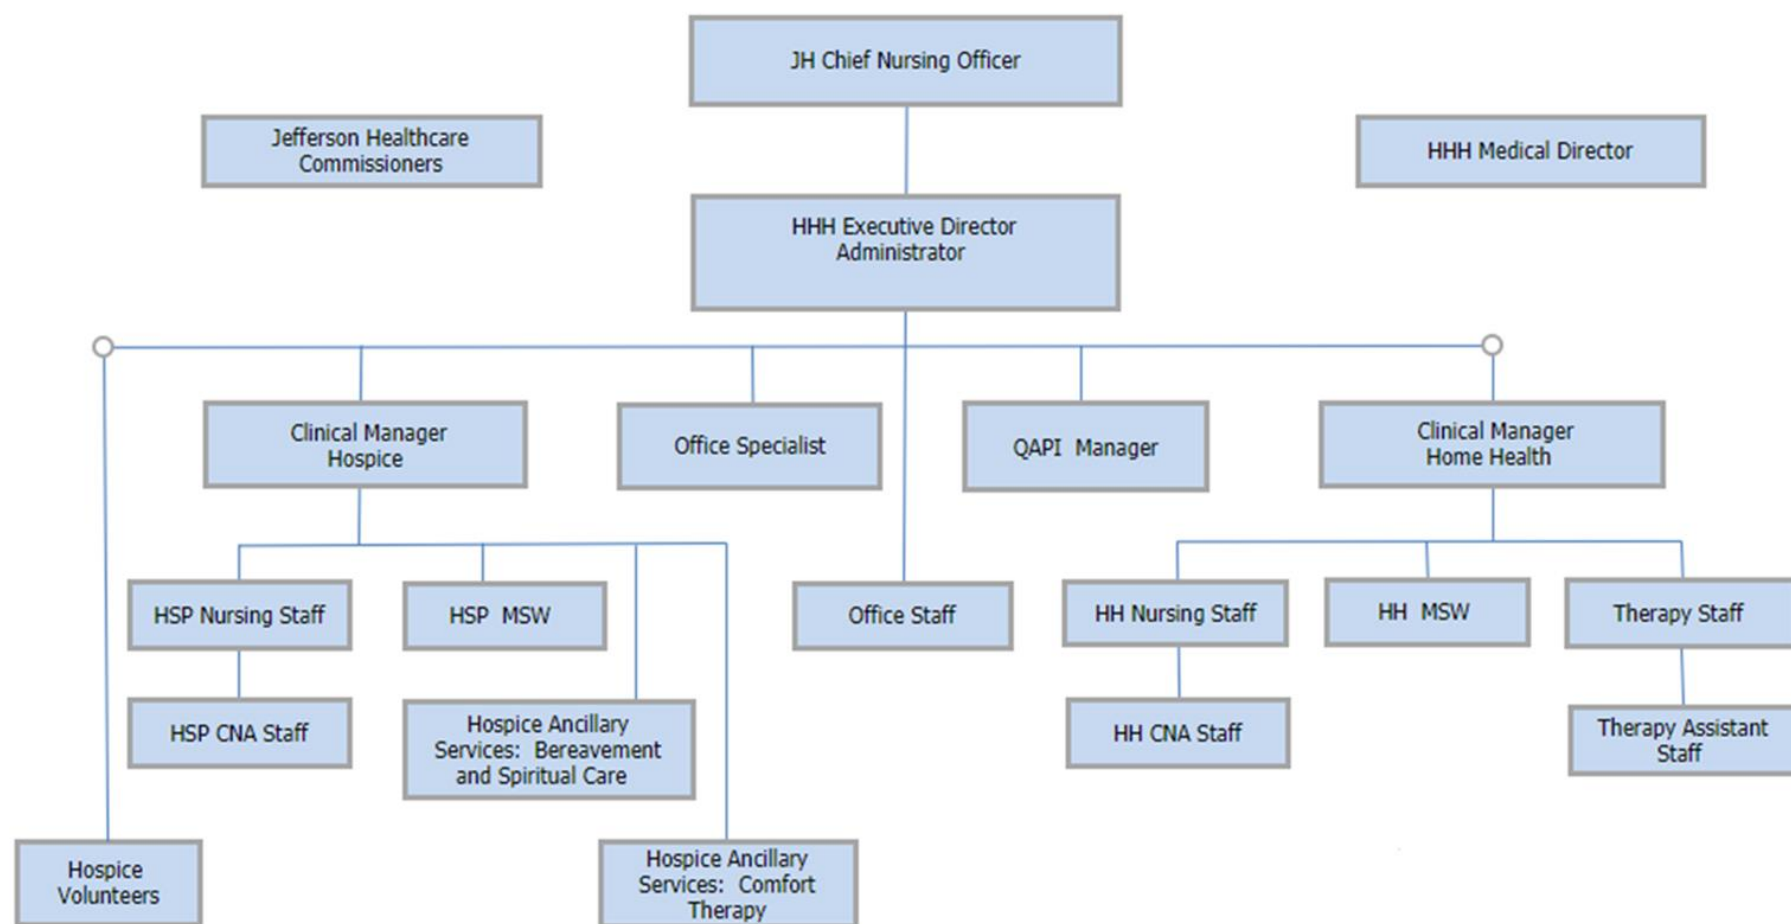 JH Chief Nursing Officer
Jefferson Healthcare
Commissioners
HHH Medical Director
HHH Executive Director
Administrator
Clinical Manager
Hospice
Office Specialist
QAPI  Manager
Clinical Manager
Home Health
HSP Nursing Staff
HSP  MSW
Office Staff
HH Nursing Staff
HH  MSW
Therapy Staff
HSP CNA Staff
Hospice Ancillary
Services:  Bereavement
and Spiritual Care
HH CNA Staff
Therapy Assistant
Staff
Hospice
Volunteers
Hospice Ancillary
Services:  Comfort
Therapy